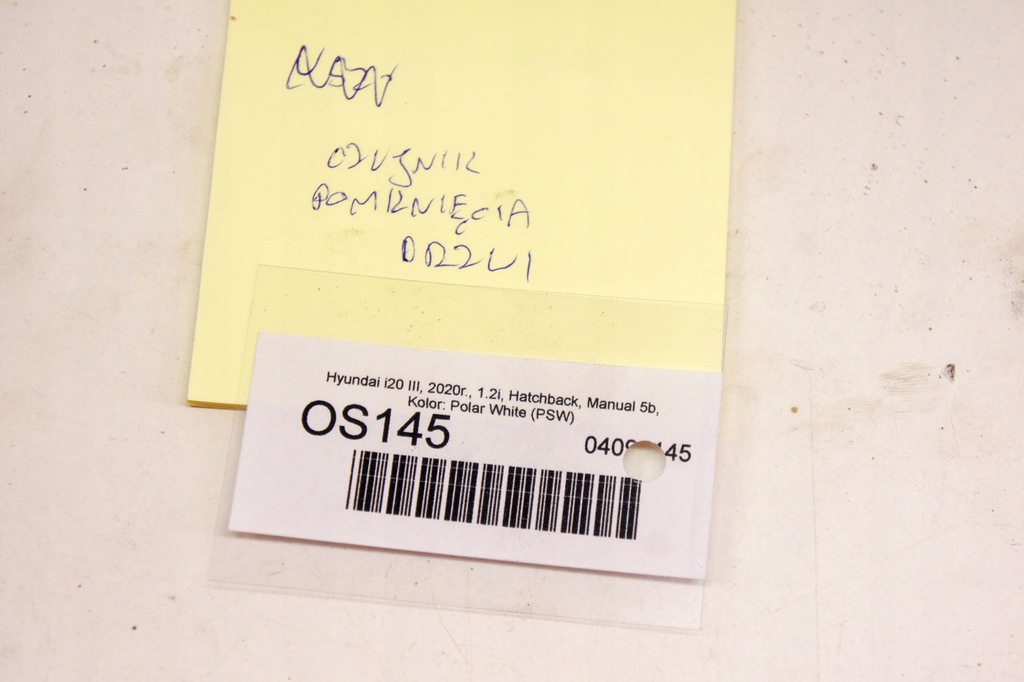 CZUJNIK
DOMKNIĘCIA
DRZWI
Hyundai i20 III, 2020r., 1.2i, Hatchback, Manual 5b,
Kolor: Polar White (PSW)
OS145